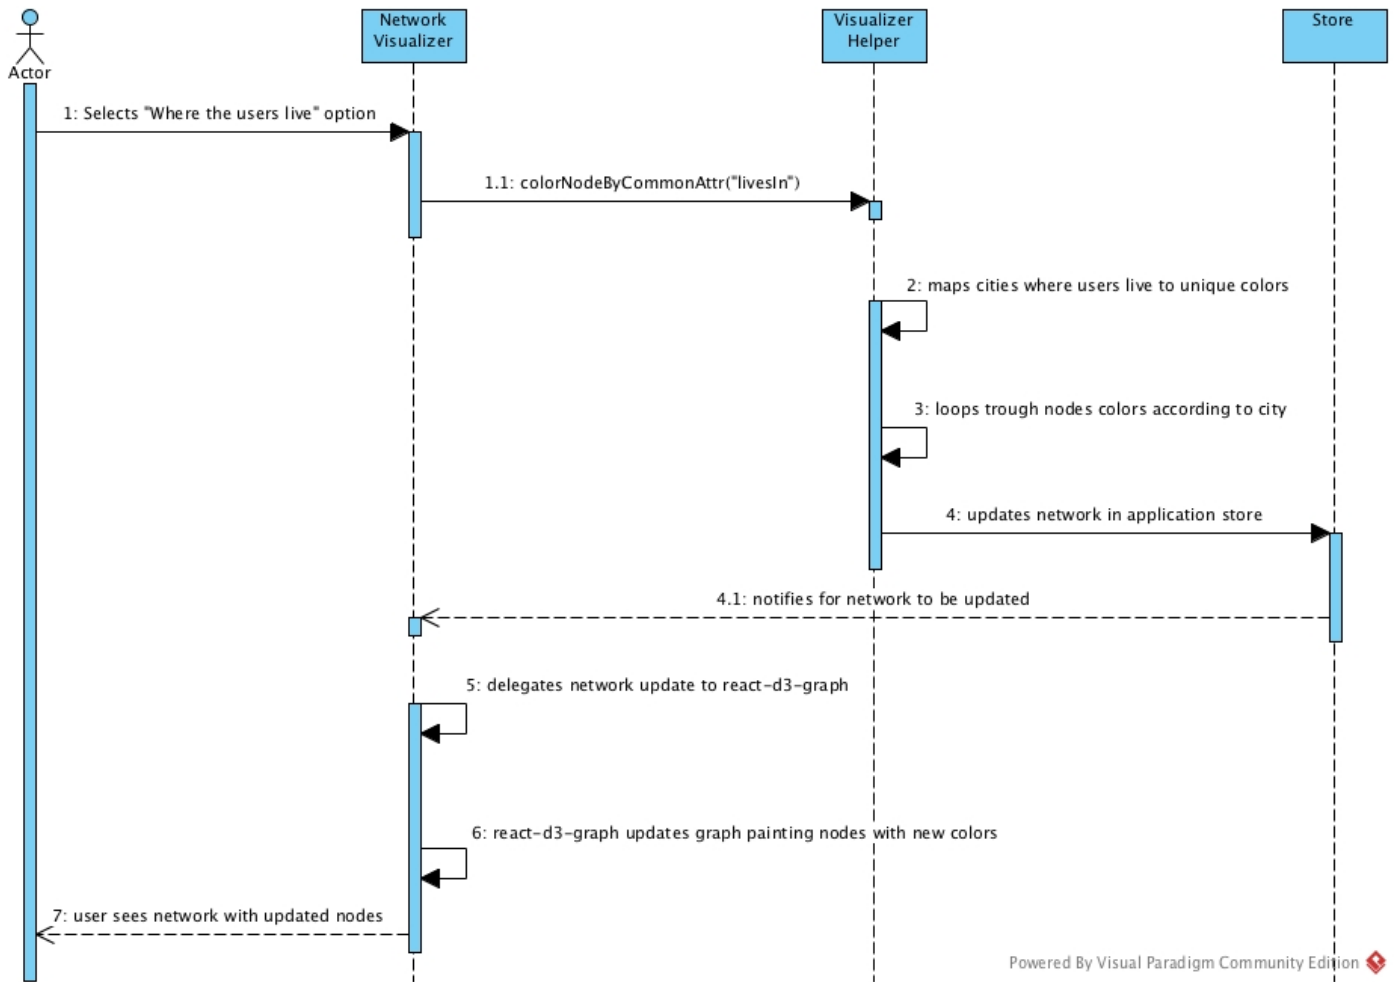 Network
Visualizer
Visualizer
Helper
Store
Actor
1: Selects "Where the users live" option
1.1: colorNodeByCommonAttr("livesIn")
2: maps cities where users live to unique colors
3: loops trough nodes colors according to city
4: updates network in application store
4.1: notifies for network to be updated
5: delegates network update to react-d3-graph
6: react-d3-graph updates graph painting nodes with new colors
7: user sees network with updated nodes
Powered By Visual Paradigm Community Edition